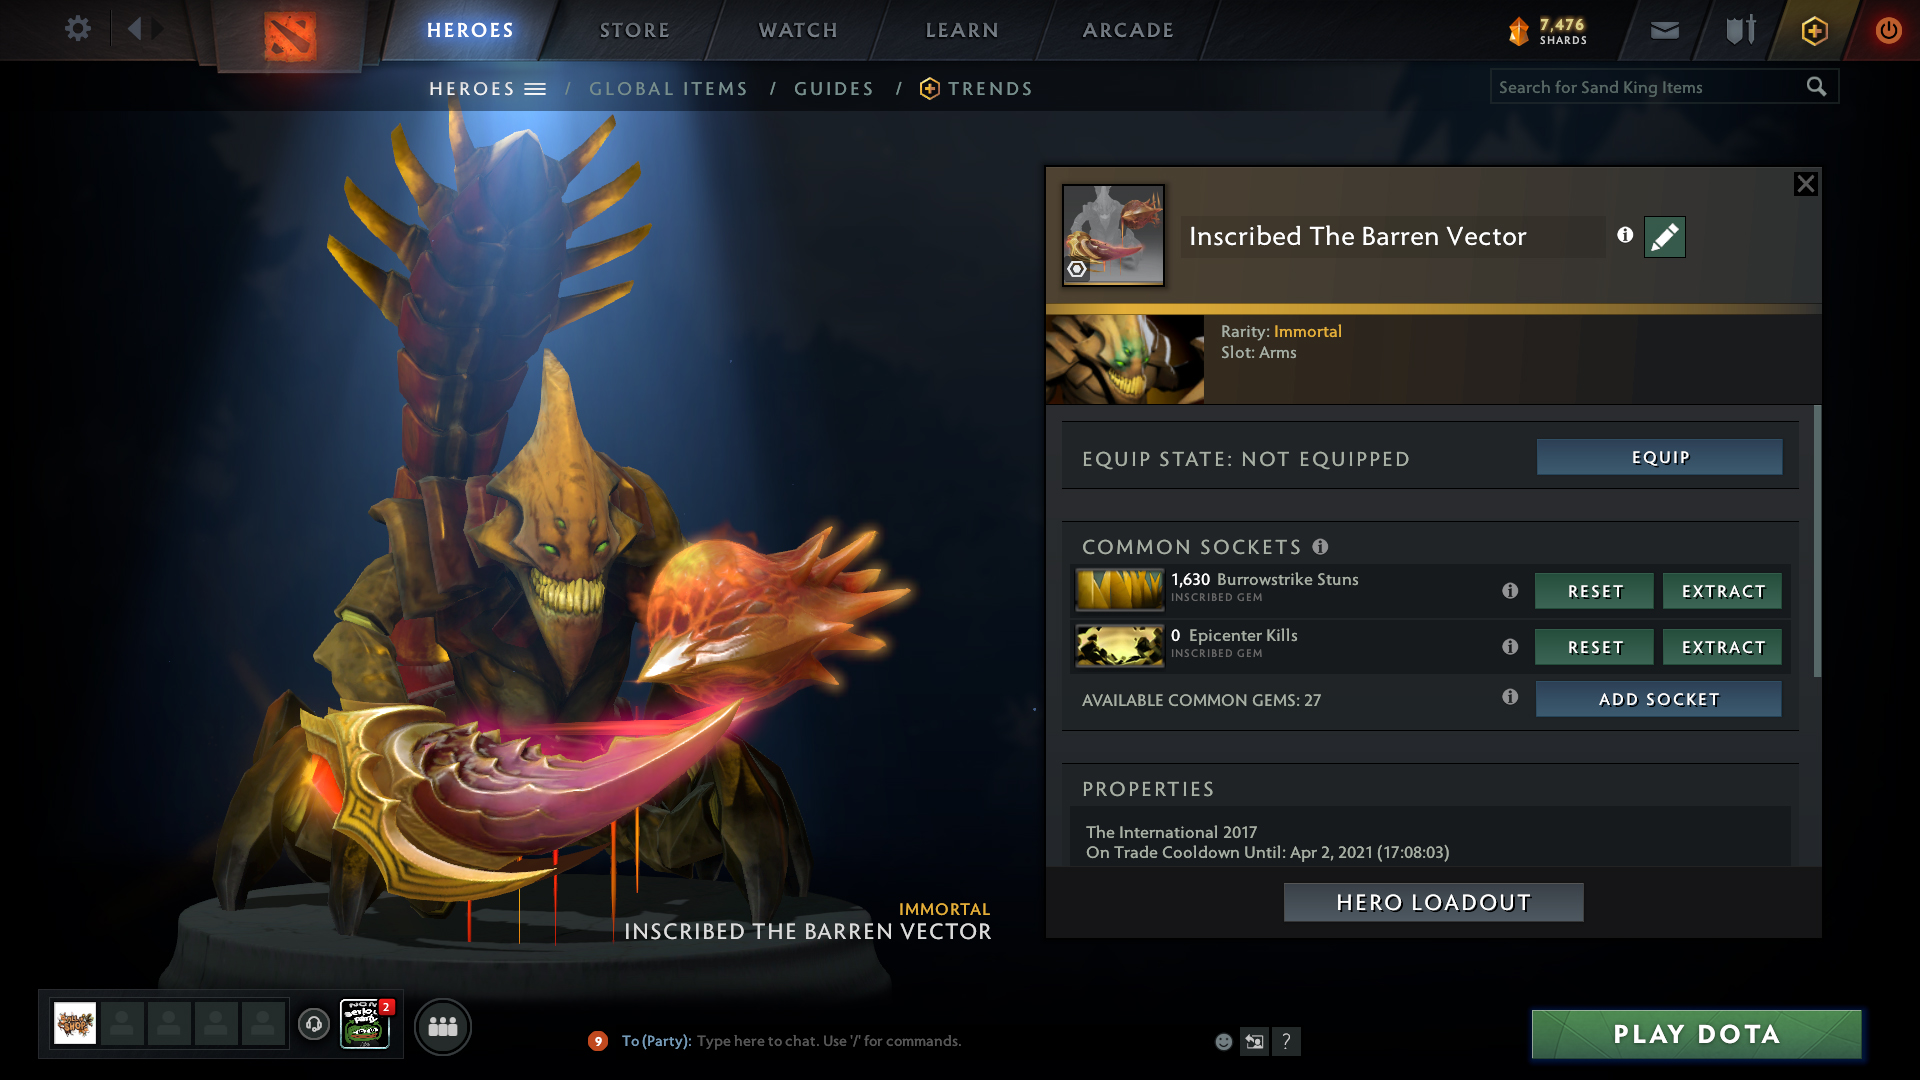 HEROES
STORE
WATCH
LEARN
ARCADE
7,476
SHARDS
HEROES / GLOBAL ITEMS / GUIDES / TRENDS
Search for Sand King Items
Inscribed The Barren Vector
Rarity: Immortal
Slot: Arms
EQUIP STATE: NOT EQUIPPED
EQUIP
COMMON SOCKETS
1,630 Burrowstrike Stuns
INSCRIBED GEM
RESET
EXTRACT
0 Epicenter Kills
INSCRIBED GEM
RESET
EXTRACT
AVAILABLE COMMON GEMS: 27
ADD SOCKET
PROPERTIES
The International 2017
On Trade Cooldown Until: Apr 2, 2021 (17:08:03)
HERO LOADOUT
IMMORTAL
INSCRIBED THE BARREN VECTOR
2
9
To (Party): Type here to chat. Use '/' for commands.
?
PLAY DOTA